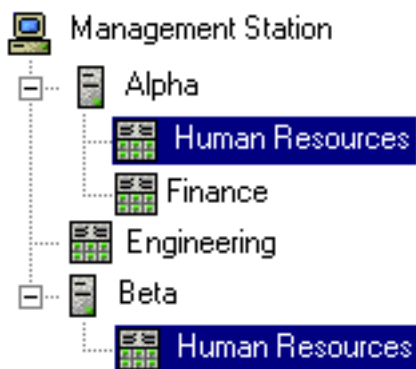 Management Station
Alpha
Human Resources
Finance
Engineering
Beta
Human Resources